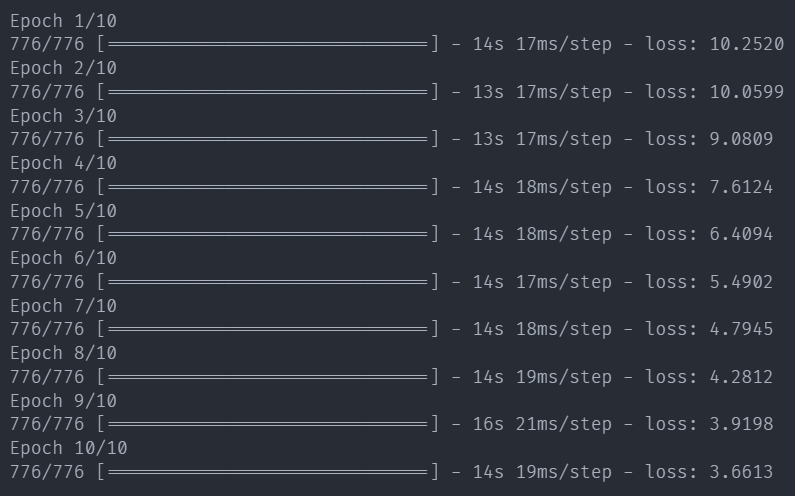 Epoch 1/10
776/776 [==============================] - 14s 17ms/step - loss: 10.2520
Epoch 2/10
776/776 [==============================] - 13s 17ms/step - loss: 10.0599
Epoch 3/10
776/776 [==============================] - 13s 17ms/step - loss: 9.0809
Epoch 4/10
776/776 [==============================] - 14s 18ms/step - loss: 7.6124
Epoch 5/10
776/776 [==============================] - 14s 18ms/step - loss: 6.4094
Epoch 6/10
776/776 [==============================] - 14s 17ms/step - loss: 5.4902
Epoch 7/10
776/776 [==============================] - 14s 18ms/step - loss: 4.7945
Epoch 8/10
776/776 [==============================] - 14s 19ms/step - loss: 4.2812
Epoch 9/10
776/776 [==============================] - 16s 21ms/step - loss: 3.9198
Epoch 10/10
776/776 [==============================] - 14s 19ms/step - loss: 3.6613